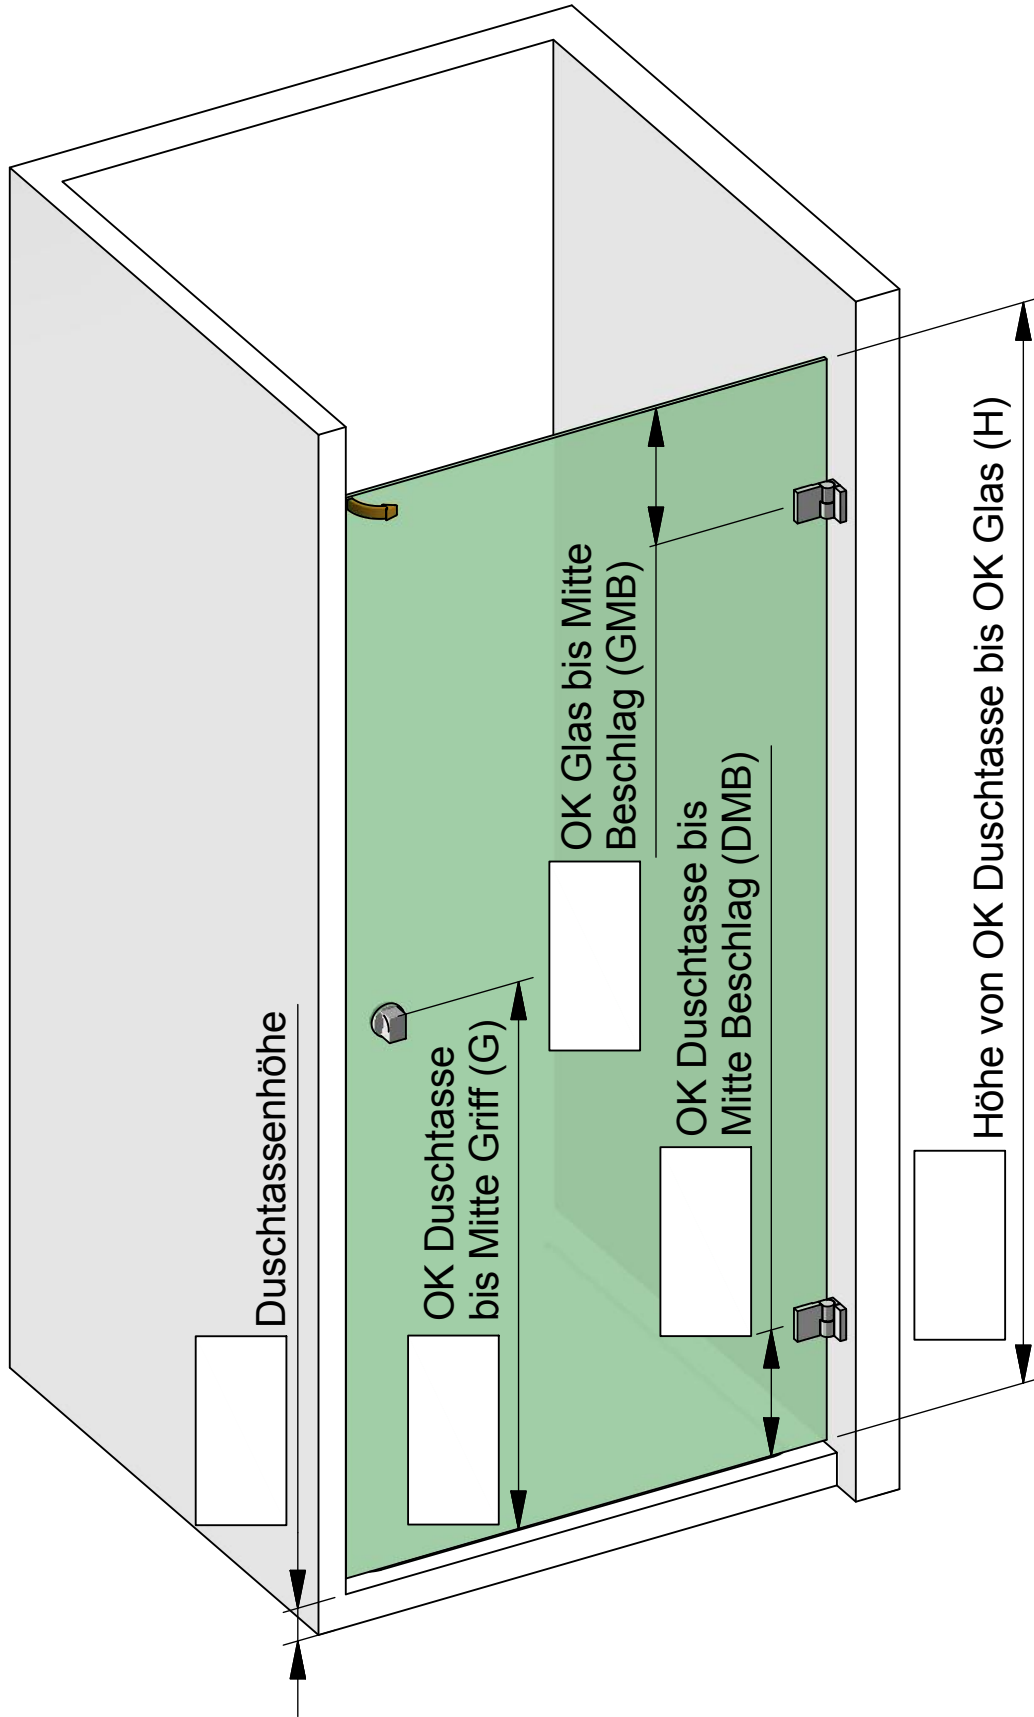 Duschtassenhöhe
OK Duschtasse
bis Mitte Griff (G)
OK Glas bis Mitte
Beschlag (GMB)
OK Duschtasse bis
Mitte Beschlag (DMB)
Höhe von OK Duschtasse bis OK Glas (H)